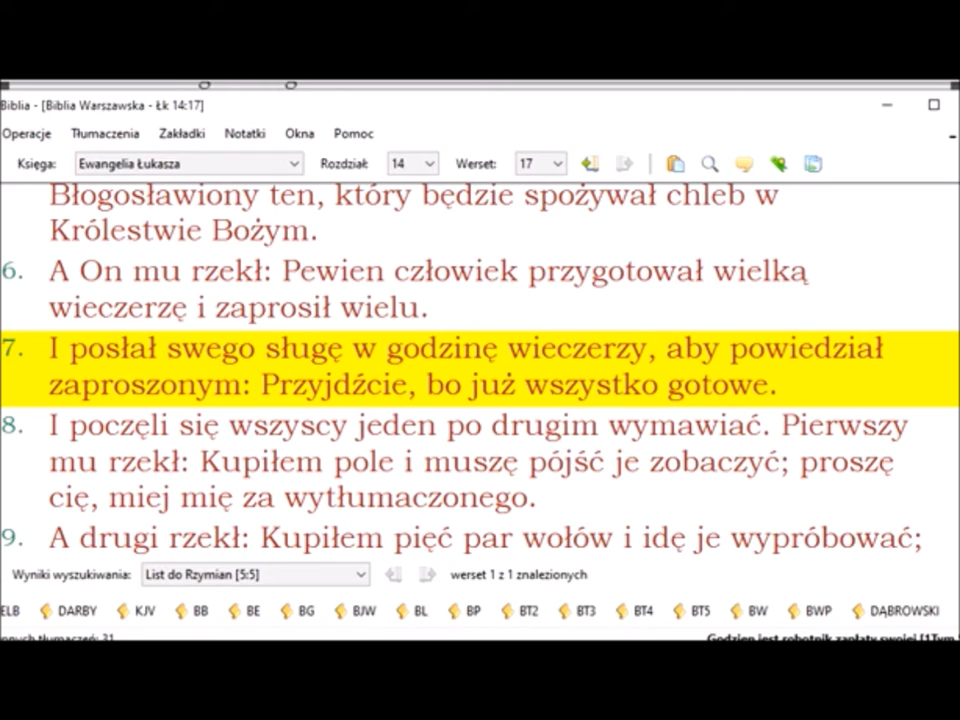 Biblia - [Biblia Warszawska - Łk 14:17]
Operacje Tłumaczenia Zakładki Notatki Okna Pomoc
Księga: Ewangelia Łukasza Rozdział: 14 Werset: 17
Błogosławiony ten, który będzie spożywał chleb w
Królestwie Bożym.
6. A On mu rzekł: Pewien człowiek przygotował wielką
wieczerzę i zaprosił wielu.
7. I posłał swego sługę w godzinę wieczerzy, aby powiedział
zaproszonym: Przyjdźcie, bo już wszystko gotowe.
8. I poczęli się wszyscy jeden po drugim wymawiać. Pierwszy
mu rzekł: Kupiłem pole i muszę pójść je zobaczyć; proszę
cię, miej mię za wytłumaczonego.
9. A drugi rzekł: Kupiłem pięć par wołów i idę je wypróbować;
Wyniki wyszukiwania: List do Rzymian [5:5] werset 1 z 1 znalezionych
ELB DARBY KJV BB BE BG BJW BL BP BT2 BT3 BT4 BT5 BW BWP DĄBROWSKI
tłumaczeń: 31 Godzien jest robotnik zapłaty swojej [1Tym